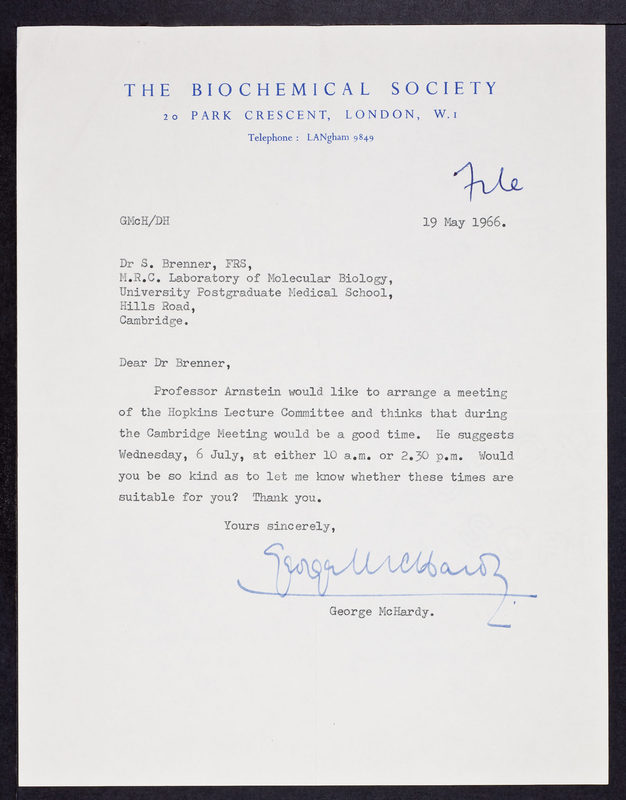 THE BIOCHEMICAL SOCIETY
20 PARK CRESCENT, LONDON, W.1
Telephone: LANgham 9849
File
GMcH/DH 19 May 1966.
Dr S. Brenner, FRS,
M.R.C. Laboratory of Molecular Biology,
University Postgraduate Medical School,
Hills Road,
Cambridge.
Dear Dr Brenner,
Professor Arnstein would like to arrange a meeting
of the Hopkins Lecture Committee and thinks that during
the Cambridge Meeting would be a good time. He suggests
Wednesday, 6 July, at either 10 a.m. or 2.30 p.m. Would
you be so kind as to let me know whether these times are
suitable for you? Thank you.
Yours sincerely,
George McHardy
George McHardy.